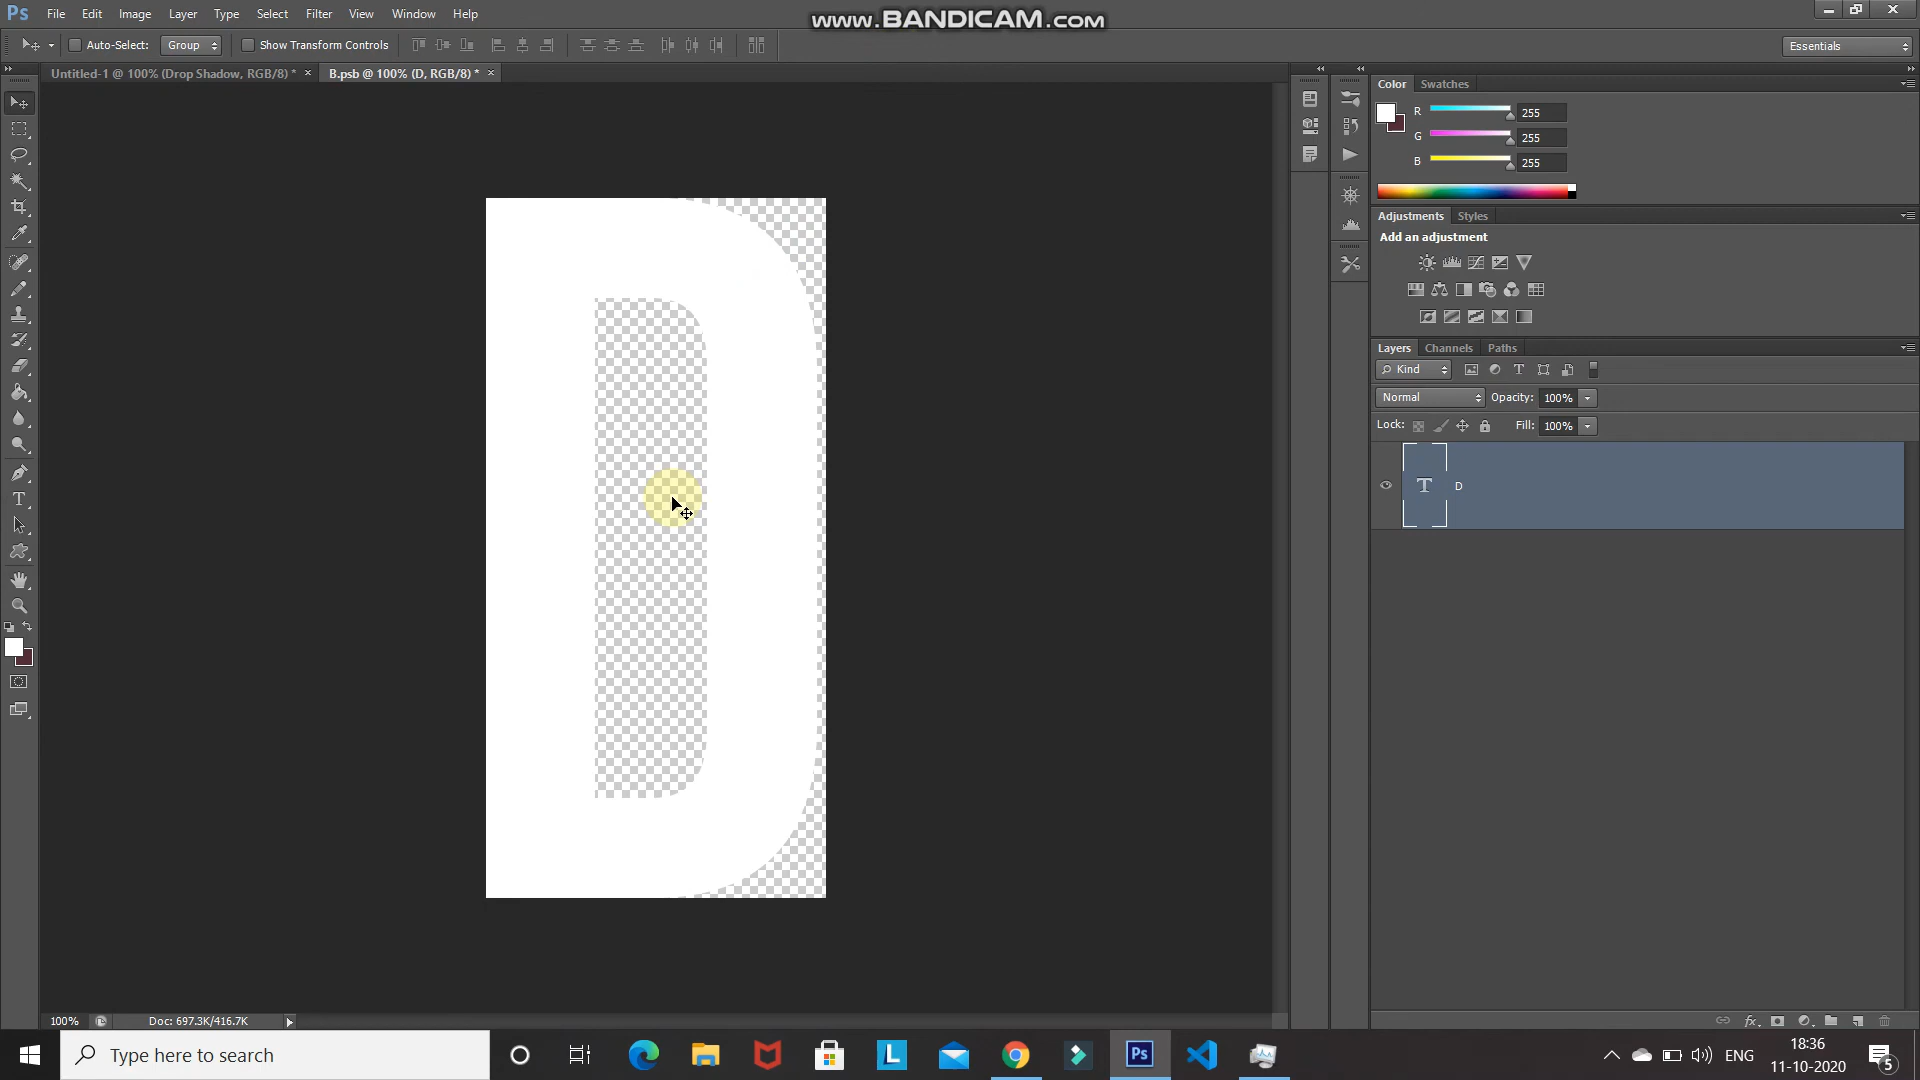 Ps File Edit Image Layer Type Select Filter View Window Help
www.BANDICAM.com
Auto-Select: Group Show Transform Controls Essentials
Untitled-1 @ 100% (Drop Shadow, RGB/8) * × B.psb @ 100% (D, RGB/8) * ×
Color Swatches
R 255
G 255
B 255
Adjustments Styles
Add an adjustment
Layers Channels Paths
Kind
Normal Opacity: 100%
Lock: Fill: 100%
T D
D
100% Doc: 697.3K/416.7K
Type here to search
L
Ps
ENG
18:36
11-10-2020
5